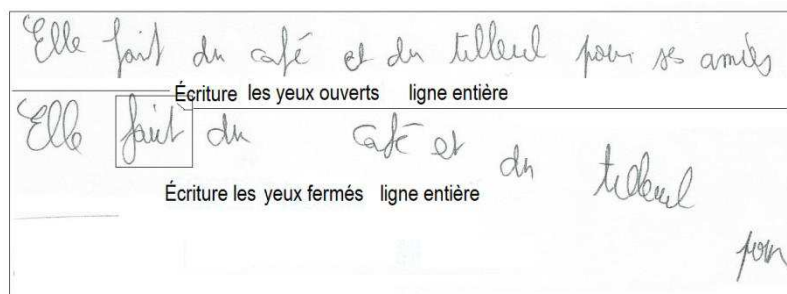 Elle fait du café et du tilleul pour ses amies
Écriture les yeux ouverts ligne entière
Elle fait du café et du tilleul
Écriture les yeux fermés ligne entière
pour